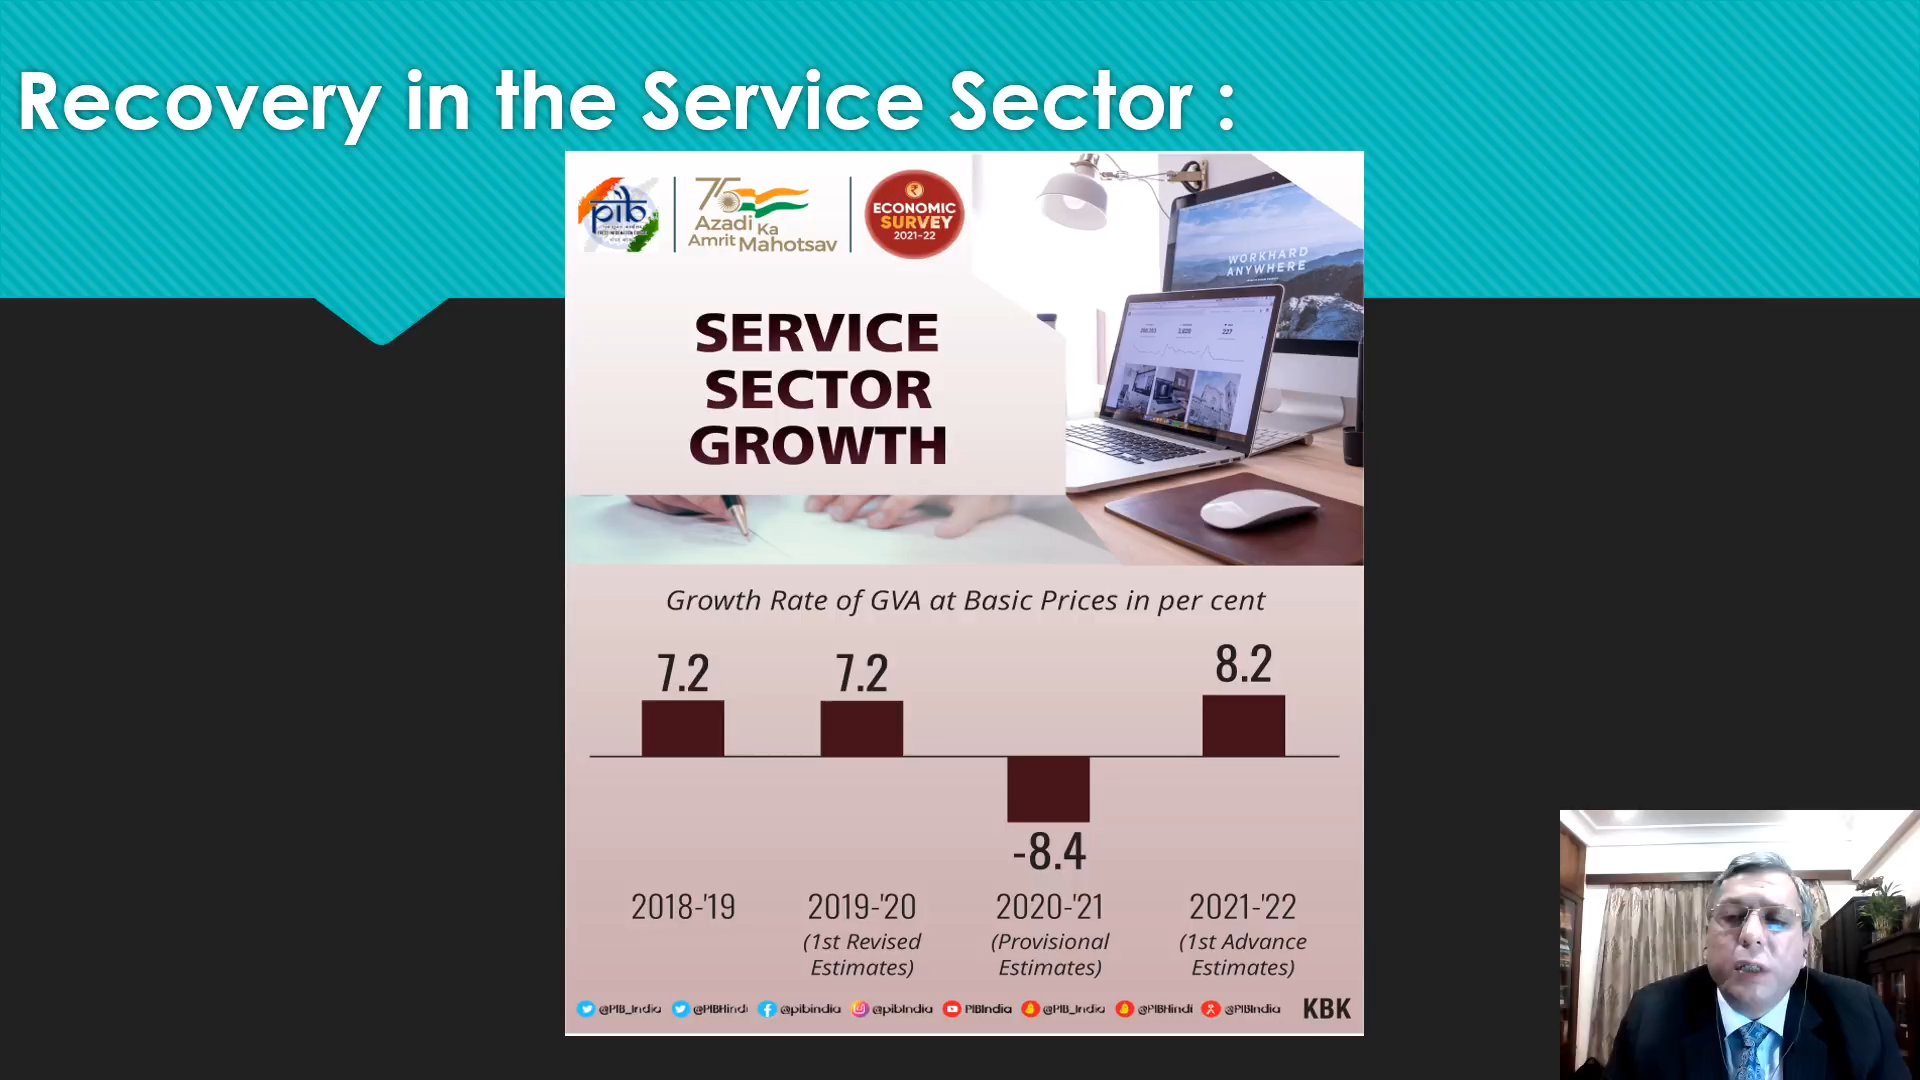 Recovery in the Service Sector :
pib
75
Azadi
Ka
Amrit Mahotsav
ECONOMIC
SURVEY
2021-22
WORKHARD
ANYWHERE
SERVICE
SECTOR
GROWTH
Growth Rate of GVA at Basic Prices in per cent
7.2
7.2
8.2
-8.4
2018-'19 2019-'20 2020-'21 2021-'22
(1st Revised (Provisional (1st Advance
Estimates) Estimates) Estimates)
@PIB_India @PIBHindi @pibindia @pibindia PIBIndia @PIB_India @PIBHindi @PIBIndia KBK